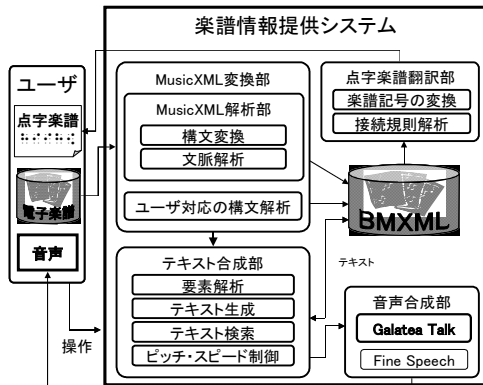 楽譜情報提供システム
ユーザ
点字楽譜
電子楽譜
音声
操作
MusicXML変換部
MusicXML解析部
構文変換
文脈解析
ユーザ対応の構文解析
テキスト合成部
要素解析
テキスト生成
テキスト検索
ピッチ・スピード制御
点字楽譜翻訳部
楽譜記号の変換
接続規則解析
BMXML
テキスト
音声合成部
Galatea Talk
Fine Speech